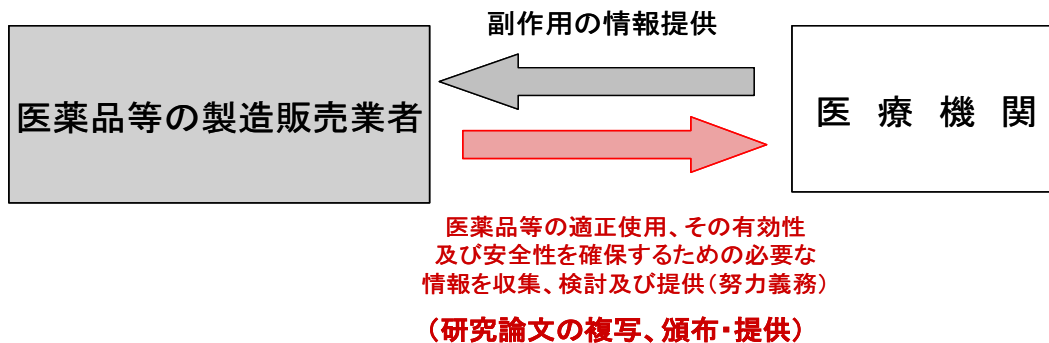 副作用の情報提供
医薬品等の製造販売業者
医療機関
医薬品等の適正使用、その有効性
及び安全性を確保するための必要な
情報を収集、検討及び提供(努力義務)
(研究論文の複写、頒布・提供)